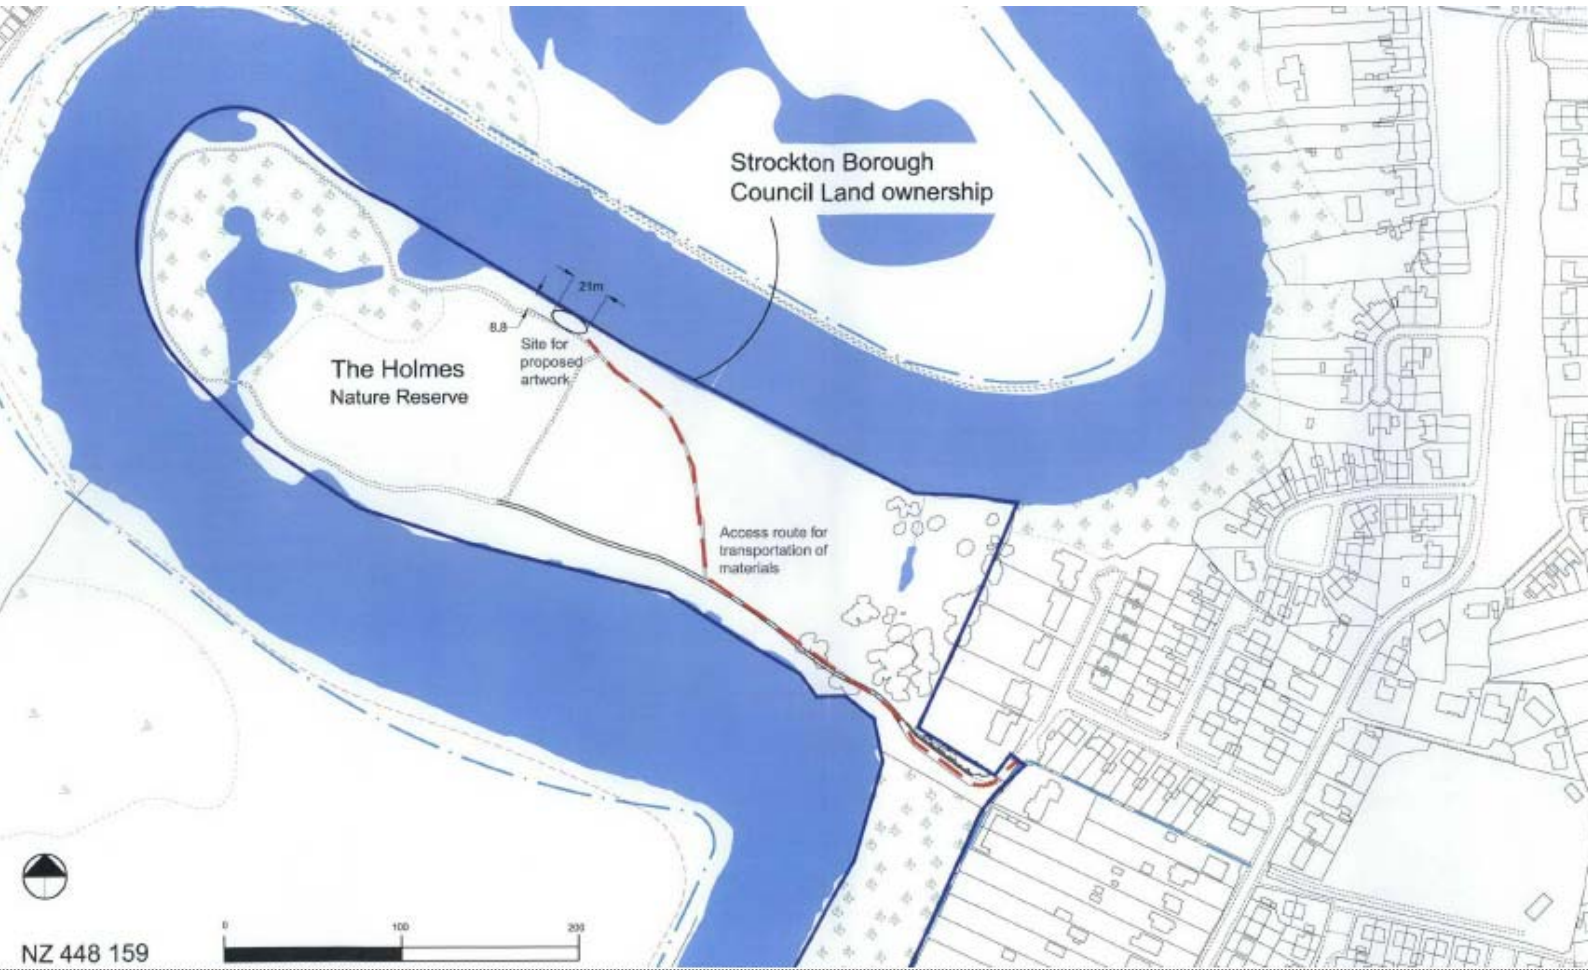 Strockton Borough
Council Land ownership
21m
8.8
Site for
proposed
artwork
The Holmes
Nature Reserve
Access route for
transportation of
materials
0
100
200
NZ 448 159